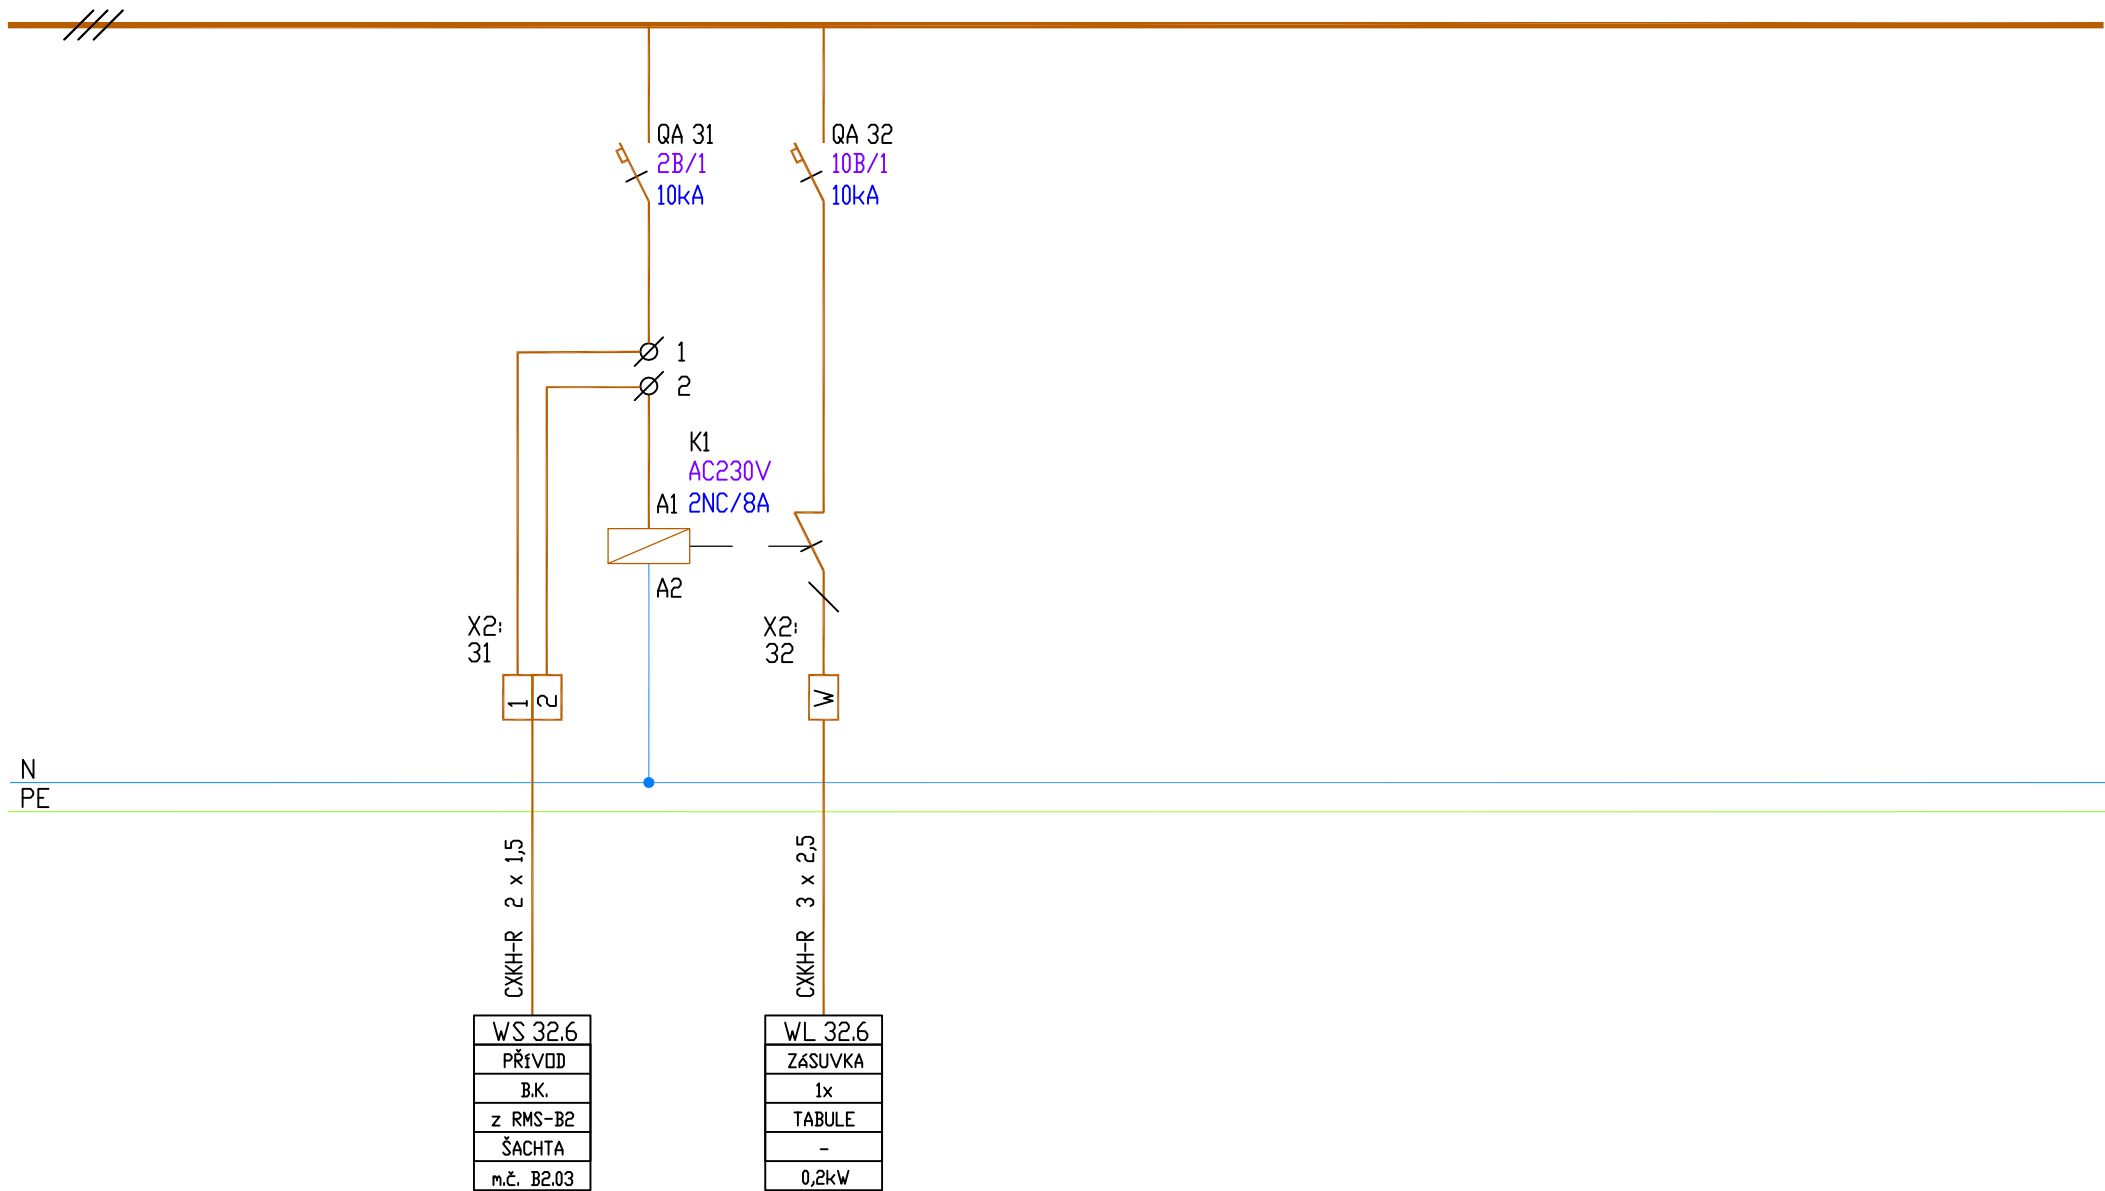 QA 31
2B/1
10kA
QA 32
10B/1
10kA
1
2
K1
AC230V
2NC/8A
A1
A2
X2:
31
1
2
X2:
32
W
N
PE
CXKH-R 2 x 1,5
CXKH-R 3 x 2,5
WS 32.6
PŘÍVOD
B.K.
z RMS-B2
ŠACHTA
m.č. B2.03
WL 32.6
ZÁSUVKA
1x
TABULE
-
0,2kW